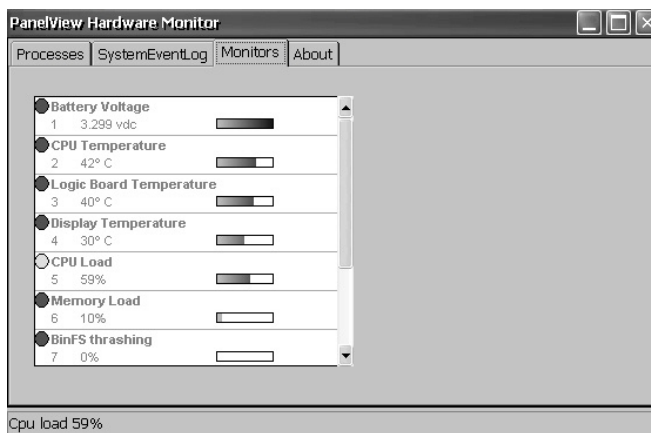 PanelView Hardware Monitor
Processes SystemEventLog Monitors About
Battery Voltage
1 3.299 vdc
CPU Temperature
2 42° C
Logic Board Temperature
3 40° C
Display Temperature
4 30° C
CPU Load
5 59%
Memory Load
6 10%
BinFS thrashing
7 0%
Cpu load 59%